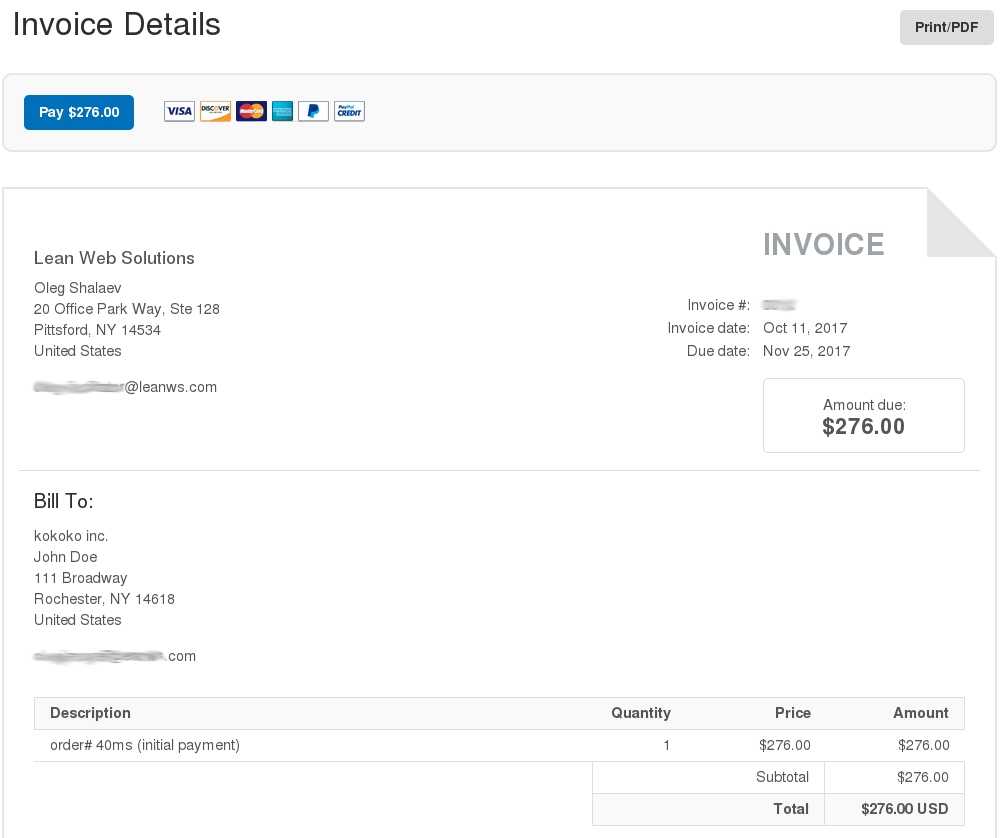 Invoice Details
Print/PDF
Pay $276.00
VISA
DISCOVER
MasterCard
PayPal CREDIT
INVOICE
Lean Web Solutions
Oleg Shalaev
20 Office Park Way, Ste 128
Pittsford, NY 14534
United States
@leanws.com
Invoice #:
Invoice date: Oct 11, 2017
Due date: Nov 25, 2017
Amount due:
$276.00
Bill To:
kokoko inc.
John Doe
111 Broadway
Rochester, NY 14618
United States
.com
Description Quantity Price Amount
order# 40ms (initial payment) 1 $276.00 $276.00
Subtotal $276.00
Total $276.00 USD